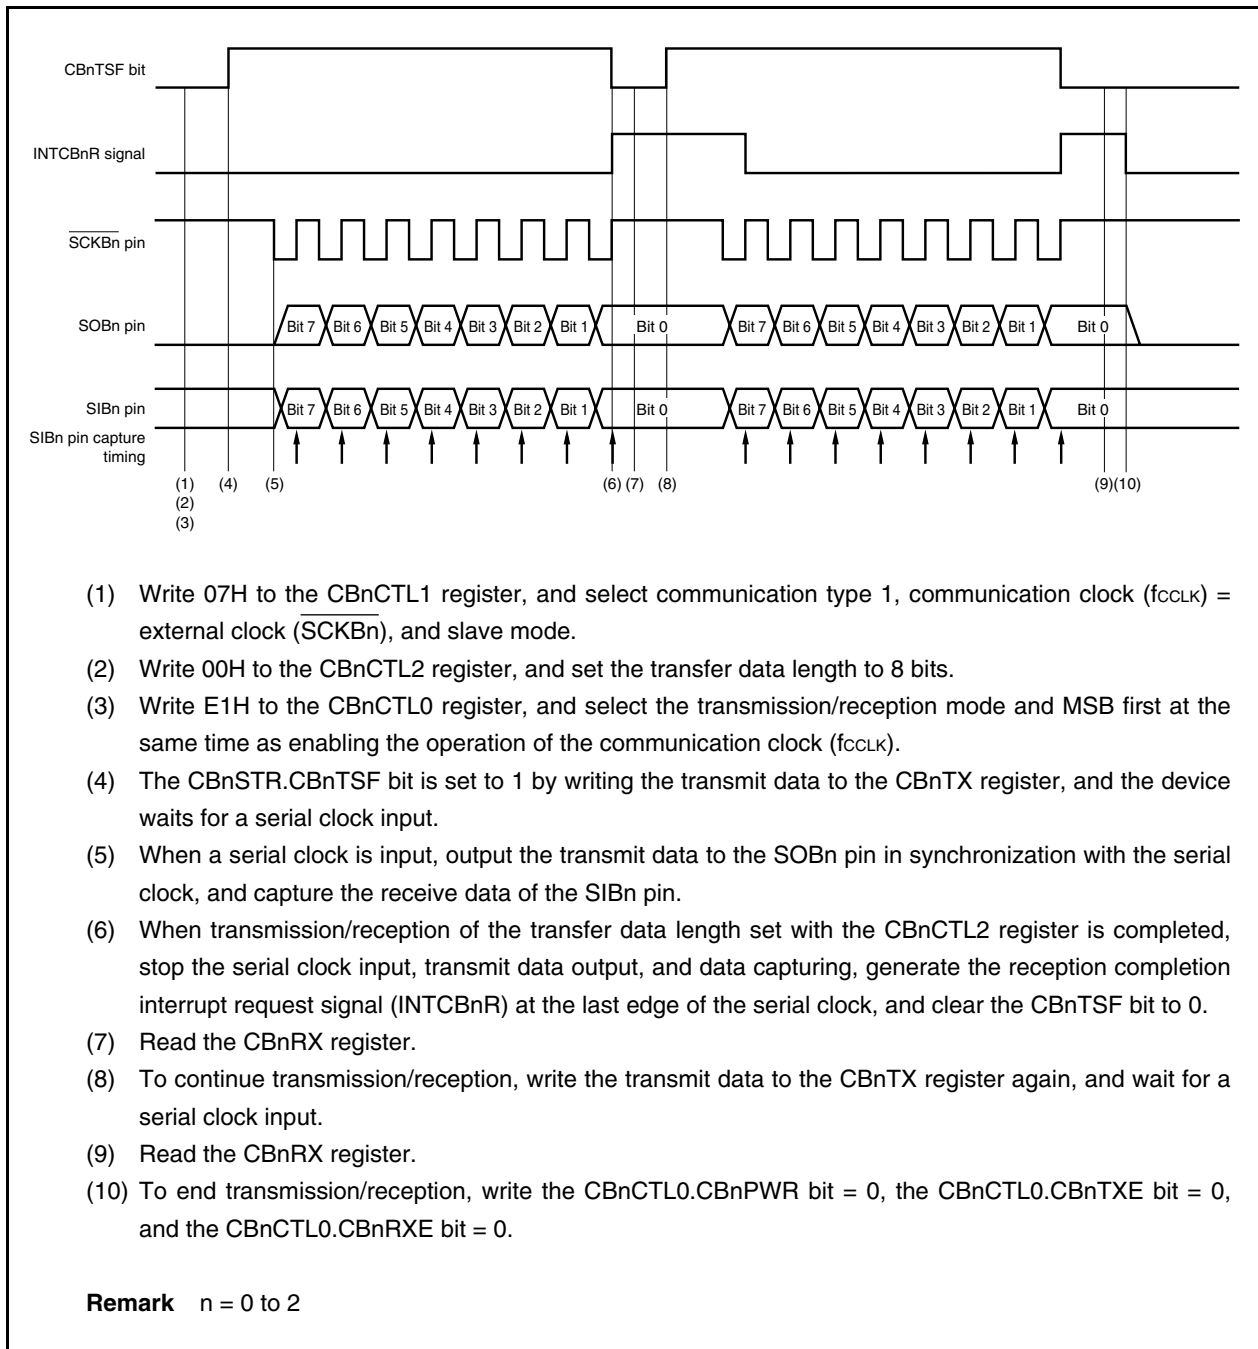 CBnTSF bit
INTCBnR signal
SCKBn pin
SOBn pin
Bit 7 Bit 6 Bit 5 Bit 4 Bit 3 Bit 2 Bit 1 Bit 0 Bit 7 Bit 6 Bit 5 Bit 4 Bit 3 Bit 2 Bit 1 Bit 0
SIBn pin
Bit 7 Bit 6 Bit 5 Bit 4 Bit 3 Bit 2 Bit 1 Bit 0 Bit 7 Bit 6 Bit 5 Bit 4 Bit 3 Bit 2 Bit 1 Bit 0
SIBn pin capture
timing
(1) (4) (5) (6) (7) (8) (9) (10)
(2)
(3)
(1) Write 07H to the CBnCTL1 register, and select communication type 1, communication clock (fCCLK) =
external clock (SCKBn), and slave mode.
(2) Write 00H to the CBnCTL2 register, and set the transfer data length to 8 bits.
(3) Write E1H to the CBnCTL0 register, and select the transmission/reception mode and MSB first at the
same time as enabling the operation of the communication clock (fCCLK).
(4) The CBnSTR.CBnTSF bit is set to 1 by writing the transmit data to the CBnTX register, and the device
waits for a serial clock input.
(5) When a serial clock is input, output the transmit data to the SOBn pin in synchronization with the serial
clock, and capture the receive data of the SIBn pin.
(6) When transmission/reception of the transfer data length set with the CBnCTL2 register is completed,
stop the serial clock input, transmit data output, and data capturing, generate the reception completion
interrupt request signal (INTCBnR) at the last edge of the serial clock, and clear the CBnTSF bit to 0.
(7) Read the CBnRX register.
(8) To continue transmission/reception, write the transmit data to the CBnTX register again, and wait for a
serial clock input.
(9) Read the CBnRX register.
(10) To end transmission/reception, write the CBnCTL0.CBnPWR bit = 0, the CBnCTL0.CBnTXE bit = 0,
and the CBnCTL0.CBnRXE bit = 0.
Remark n = 0 to 2